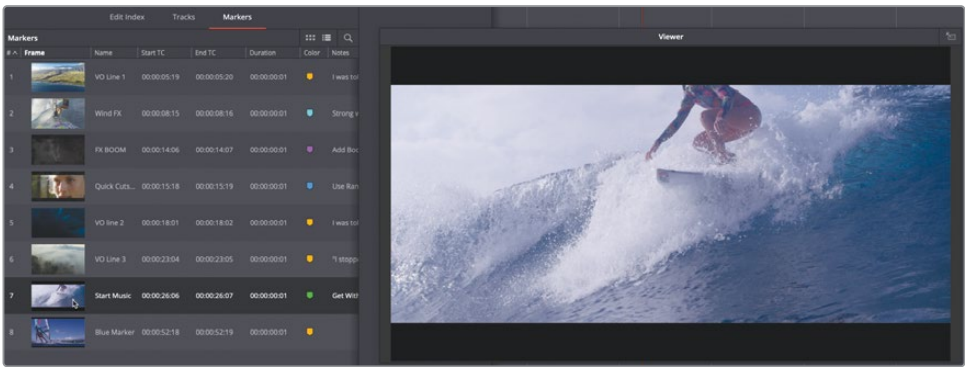 Edit Index Tracks Markers
Markers
Viewer
# Frame Name Start TC End TC Duration Color Notes
1 VO Line 1 00:00:05:19 00:00:05:20 00:00:00:01 I was tol
2 Wind FX 00:00:08:15 00:00:08:16 00:00:00:01 Strong v
3 FX BOOM 00:00:14:06 00:00:14:07 00:00:00:01 Add Boo
4 Quick Cuts... 00:00:15:18 00:00:15:19 00:00:00:01 Use Ran
5 VO line 2 00:00:18:01 00:00:18:02 00:00:00:01 I was tol
6 VO Line 3 00:00:23:04 00:00:23:05 00:00:00:01 "I stopp
7 Start Music 00:00:26:06 00:00:26:07 00:00:00:01 Get With
8 Blue Marker 00:00:52:18 00:00:52:19 00:00:00:01